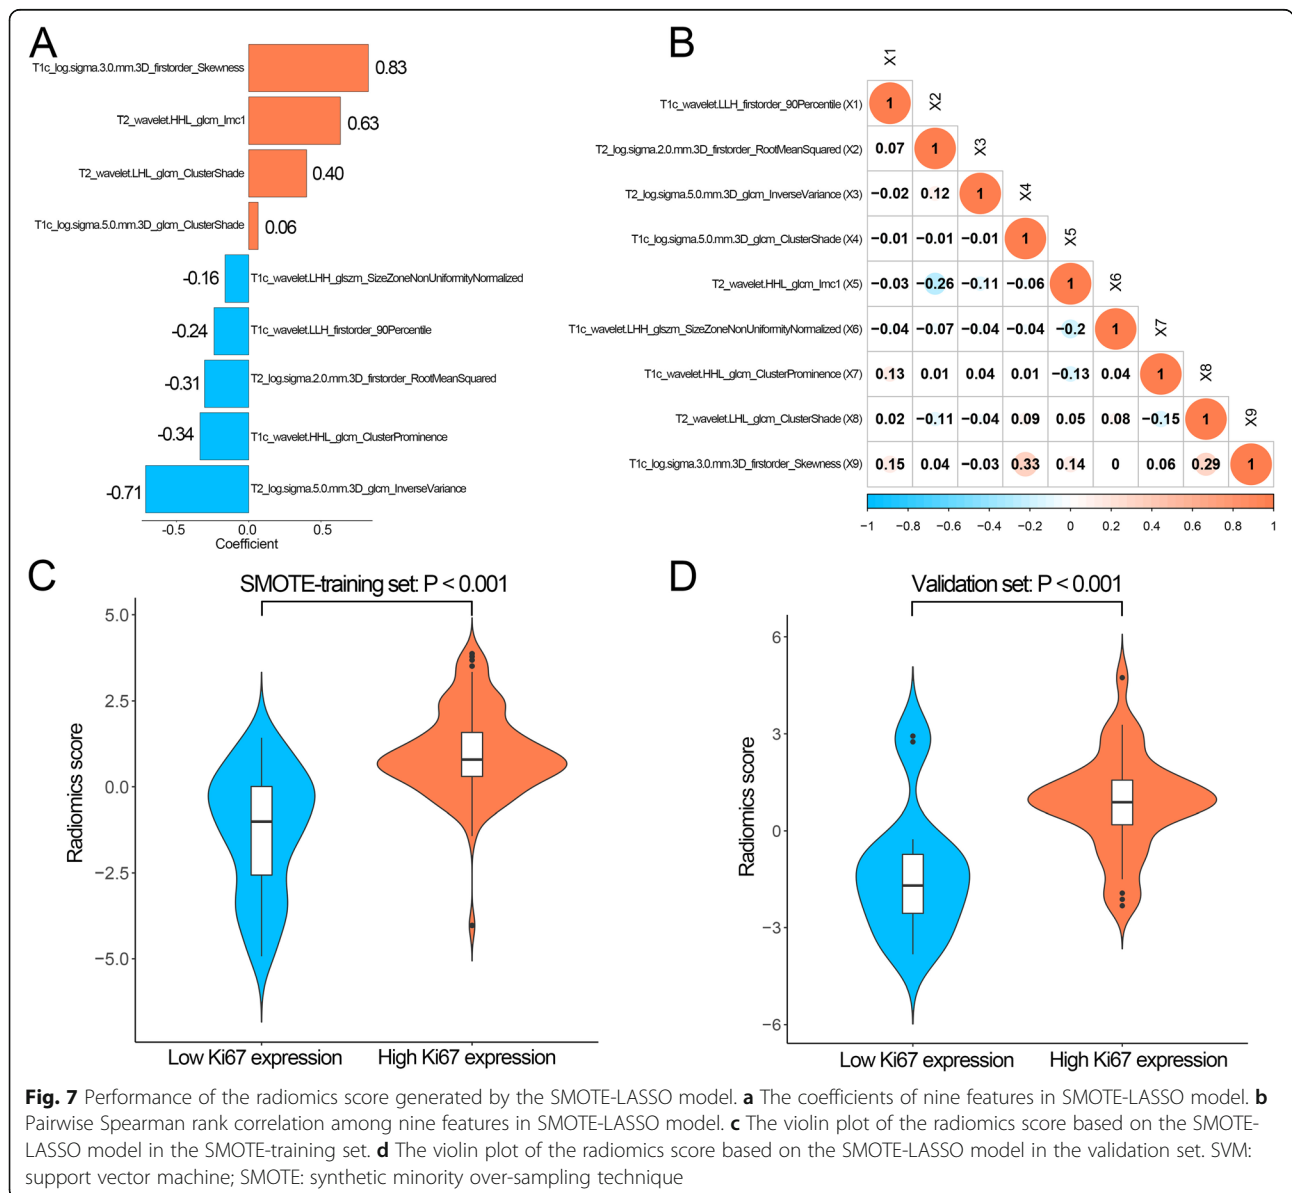 A
T1c_log.sigma.3.0.mm.3D_firstorder_Skewness 0.83
T2_wavelet.HHL_glcm_Imc1 0.63
T2_wavelet.LHL_glcm_ClusterShade 0.40
T1c_log.sigma.5.0.mm.3D_glcm_ClusterShade 0.06
-0.16 T1c_wavelet.LHH_glszm_SizeZoneNonUniformityNormalized
-0.24 T1c_wavelet.LLH_firstorder_90Percentile
-0.31 T2_log.sigma.2.0.mm.3D_firstorder_RootMeanSquared
-0.34 T1c_wavelet.HHL_glcm_ClusterProminence
-0.71 T2_log.sigma.5.0.mm.3D_glcm_InverseVariance
-0.5 0.0 0.5
Coefficient
B
X1
T1c_wavelet.LLH_firstorder_90Percentile (X1) 1 X2
T2_log.sigma.2.0.mm.3D_firstorder_RootMeanSquared (X2) 0.07 1 X3
T2_log.sigma.5.0.mm.3D_glcm_InverseVariance (X3) −0.02 0.12 1 X4
T1c_log.sigma.5.0.mm.3D_glcm_ClusterShade (X4) −0.01 −0.01 −0.01 1 X5
T2_wavelet.HHL_glcm_Imc1 (X5) −0.03 −0.26 −0.11 −0.06 1 X6
T1c_wavelet.LHH_glszm_SizeZoneNonUniformityNormalized (X6) −0.04 −0.07 −0.04 −0.04 −0.2 1 X7
T1c_wavelet.HHL_glcm_ClusterProminence (X7) 0.13 0.01 0.04 0.01 −0.13 0.04 1 X8
T2_wavelet.LHL_glcm_ClusterShade (X8) 0.02 −0.11 −0.04 0.09 0.05 0.08 −0.15 1 X9
T1c_log.sigma.3.0.mm.3D_firstorder_Skewness (X9) 0.15 0.04 −0.03 0.33 0.14 0 0.06 0.29 1
−1 −0.8 −0.6 −0.4 −0.2 0 0.2 0.4 0.6 0.8 1
C
SMOTE-training set: P < 0.001
5.0
2.5
0.0
−2.5
−5.0
Radiomics score
Low Ki67 expression High Ki67 expression
D
Validation set: P < 0.001
6
3
0
−3
−6
Radiomics score
Low Ki67 expression High Ki67 expression
Fig. 7 Performance of the radiomics score generated by the SMOTE-LASSO model. a The coefficients of nine features in SMOTE-LASSO model. b
Pairwise Spearman rank correlation among nine features in SMOTE-LASSO model. c The violin plot of the radiomics score based on the SMOTE-
LASSO model in the SMOTE-training set. d The violin plot of the radiomics score based on the SMOTE-LASSO model in the validation set. SVM:
support vector machine; SMOTE: synthetic minority over-sampling technique